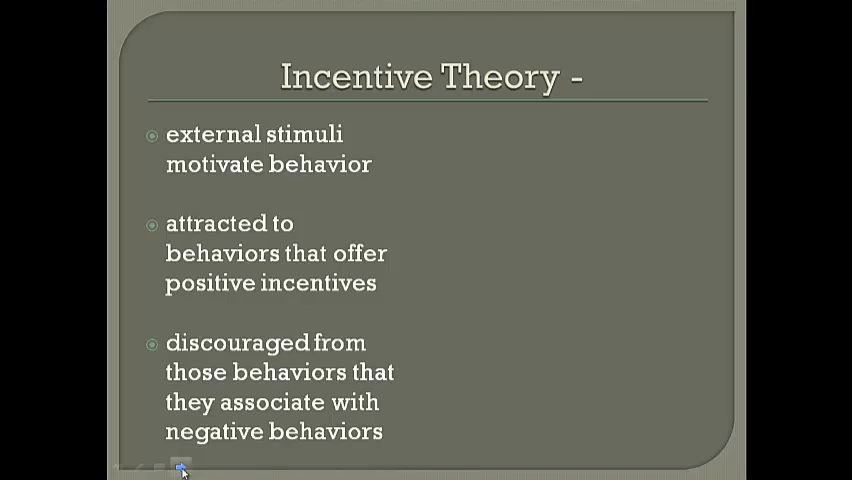 Incentive Theory -
external stimuli
motivate behavior
attracted to
behaviors that offer
positive incentives
discouraged from
those behaviors that
they associate with
negative behaviors